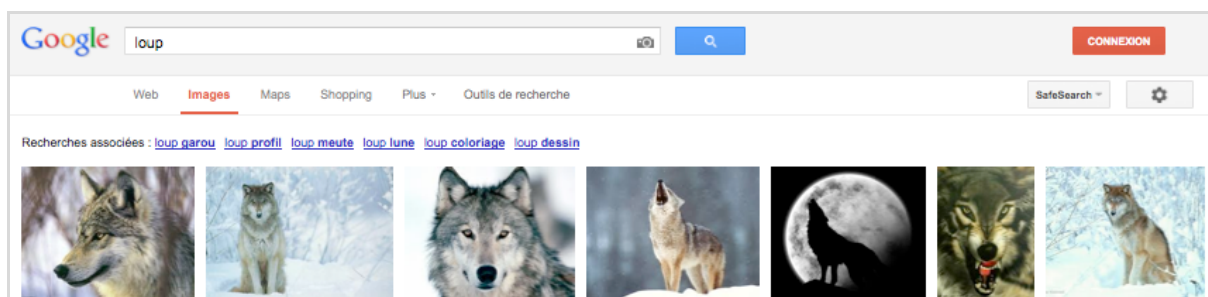 Google loup CONNEXION
Web Images Maps Shopping Plus Outils de recherche SafeSearch
Recherches associées : loup garou loup profil loup meute loup lune loup coloriage loup dessin